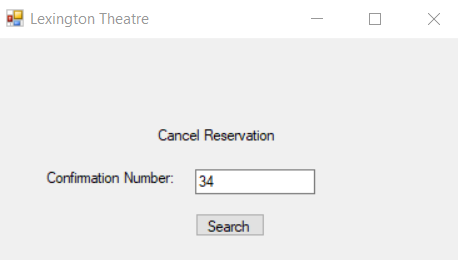 Lexington Theatre
Cancel Reservation
Confirmation Number: 34
Search